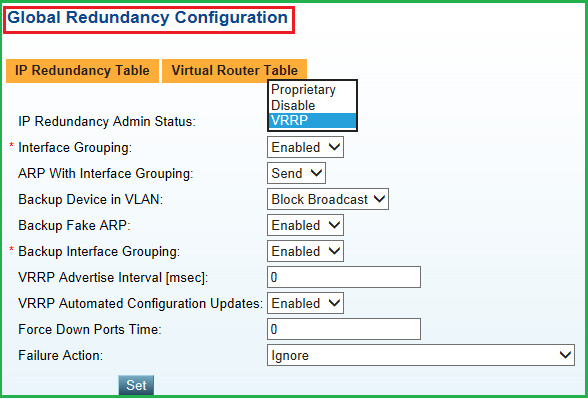 Global Redundancy Configuration
IP Redundancy Table Virtual Router Table
Proprietary
Disable
IP Redundancy Admin Status: VRRP
* Interface Grouping: Enabled
ARP With Interface Grouping: Send
Backup Device in VLAN: Block Broadcast
Backup Fake ARP: Enabled
* Backup Interface Grouping: Enabled
VRRP Advertise Interval [msec]: 0
VRRP Automated Configuration Updates: Enabled
Force Down Ports Time: 0
Failure Action: Ignore
Set